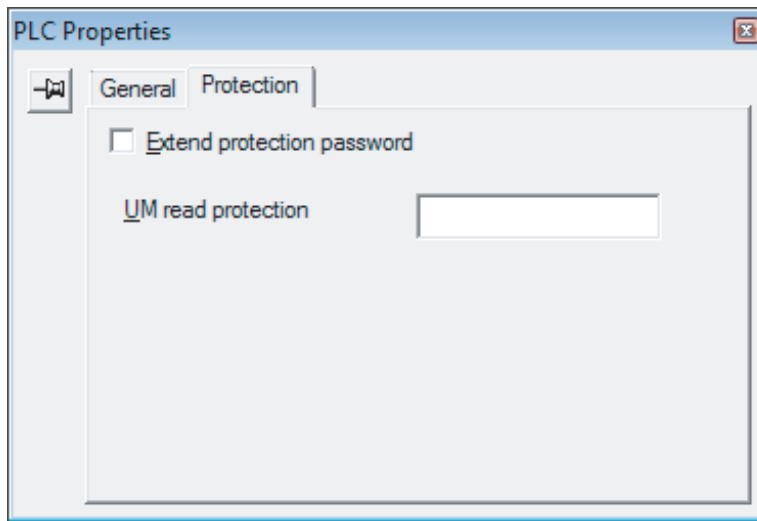 PLC Properties
General Protection
Extend protection password
UM read protection